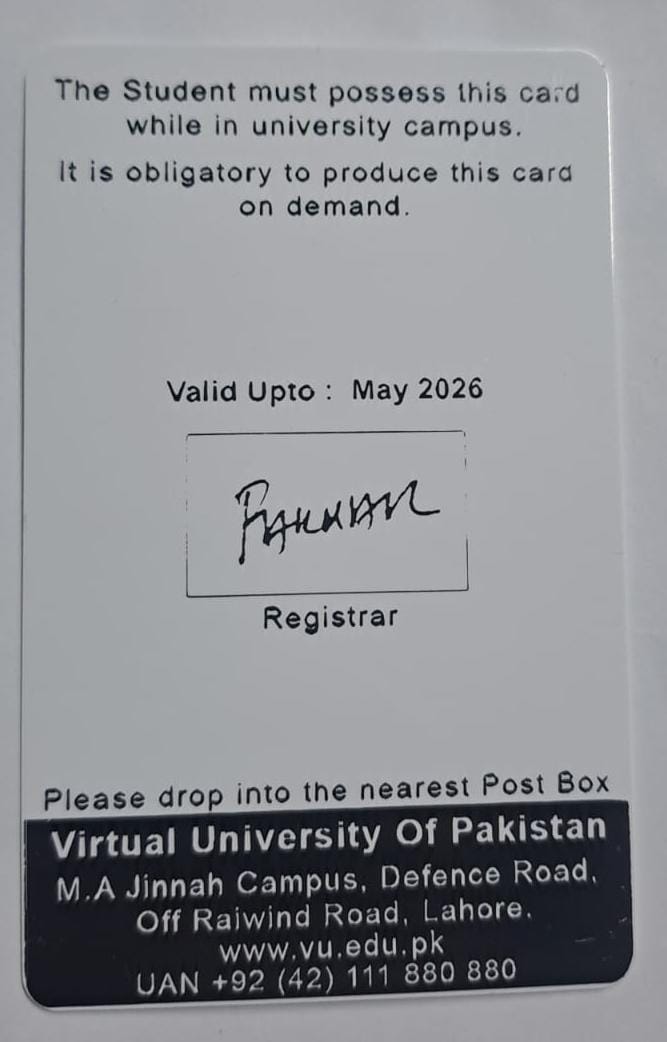 The Student must possess this card
while in university campus.
It is obligatory to produce this card
on demand.
Valid Upto : May 2026
Registrar
Please drop into the nearest Post Box
Virtual University Of Pakistan
M.A Jinnah Campus, Defence Road,
Off Raiwind Road, Lahore.
www.vu.edu.pk
UAN +92 (42) 111 880 880